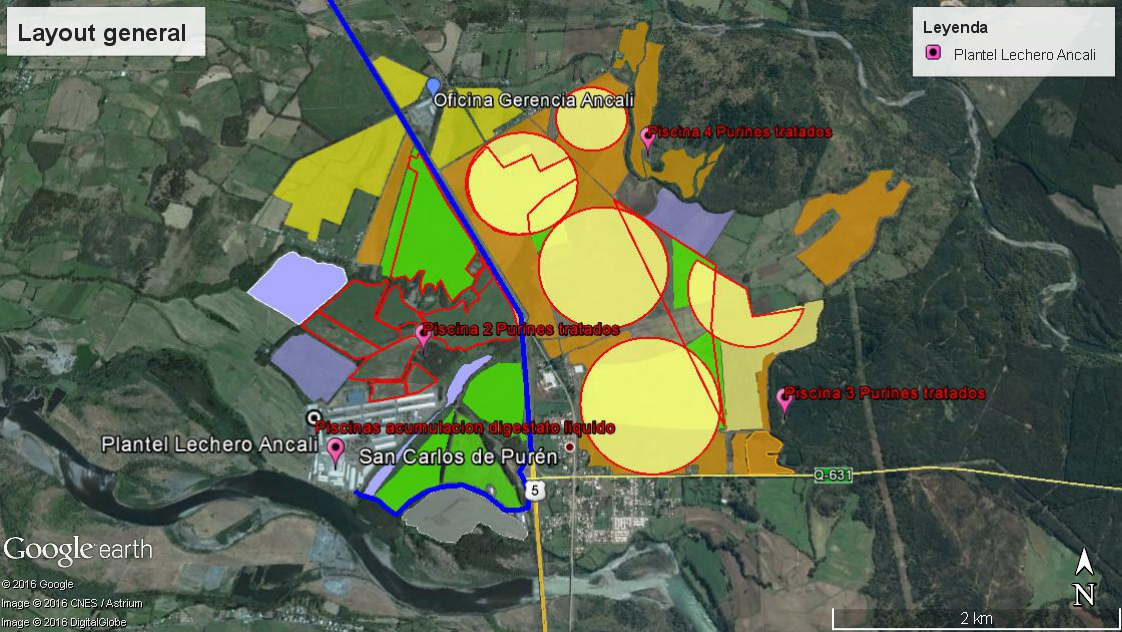 Layout general
Leyenda
Plantel Lechero Ancali
Oficina Gerencia Ancali
Piscina 4 Purines tratados
Piscina 2 Purines tratados
Piscina 3 Purines tratados
Piscinas acumulacion digestato liquido
Plantel Lechero Ancali
San Carlos de Purén
Q-631
5
Google earth
© 2016 Google
Image © 2016 CNES / Astrium
Image © 2016 DigitalGlobe
N
2 km